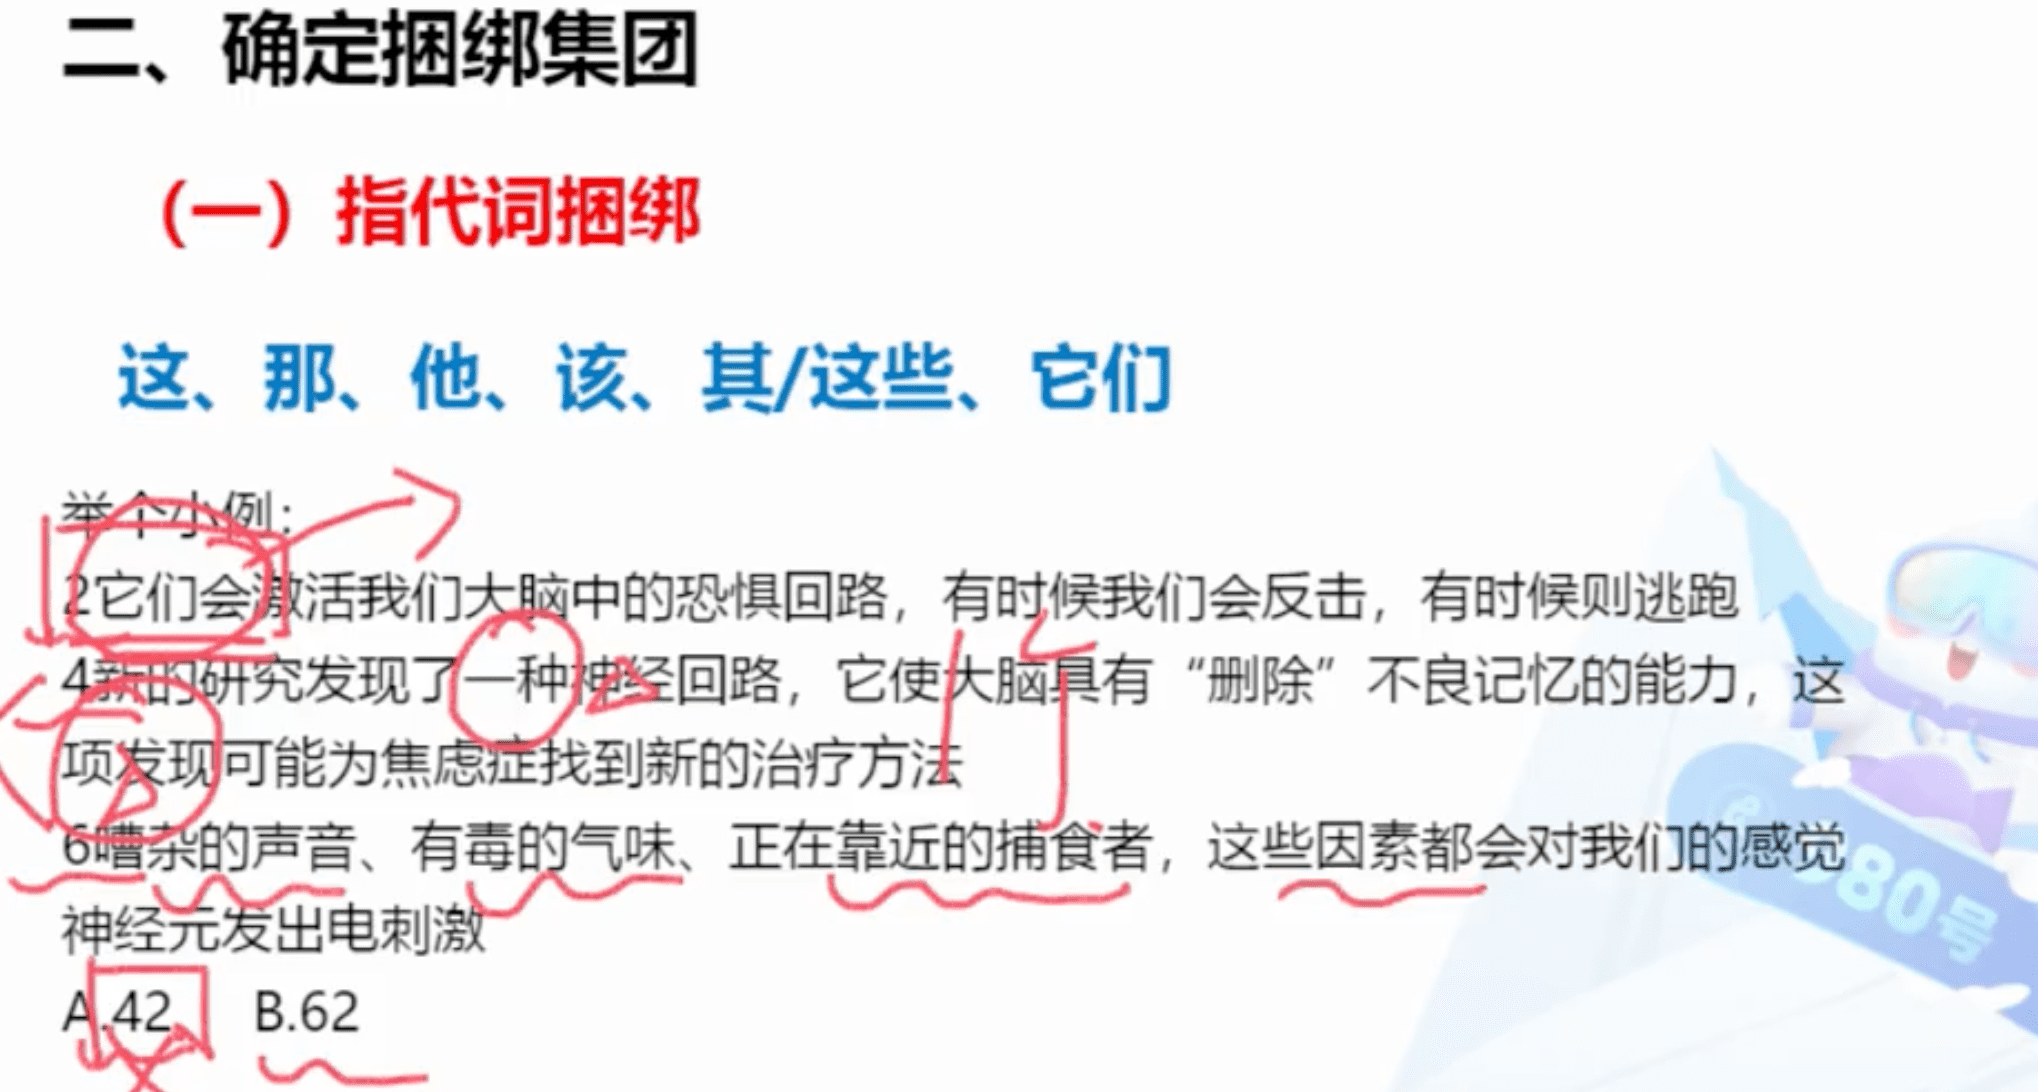 二、确定捆绑集团
（一）指代词捆绑
这、那、他、该、其/这些、它们
举个小例：
2它们会激活我们大脑中的恐惧回路，有时候我们会反击，有时候则逃跑
4新的研究发现了一种神经回路，它使大脑具有“删除”不良记忆的能力，这
项发现可能为焦虑症找到新的治疗方法
6嘈杂的声音、有毒的气味、正在靠近的捕食者，这些因素都会对我们的感觉
神经元发出电刺激
A.42 B.62
980号